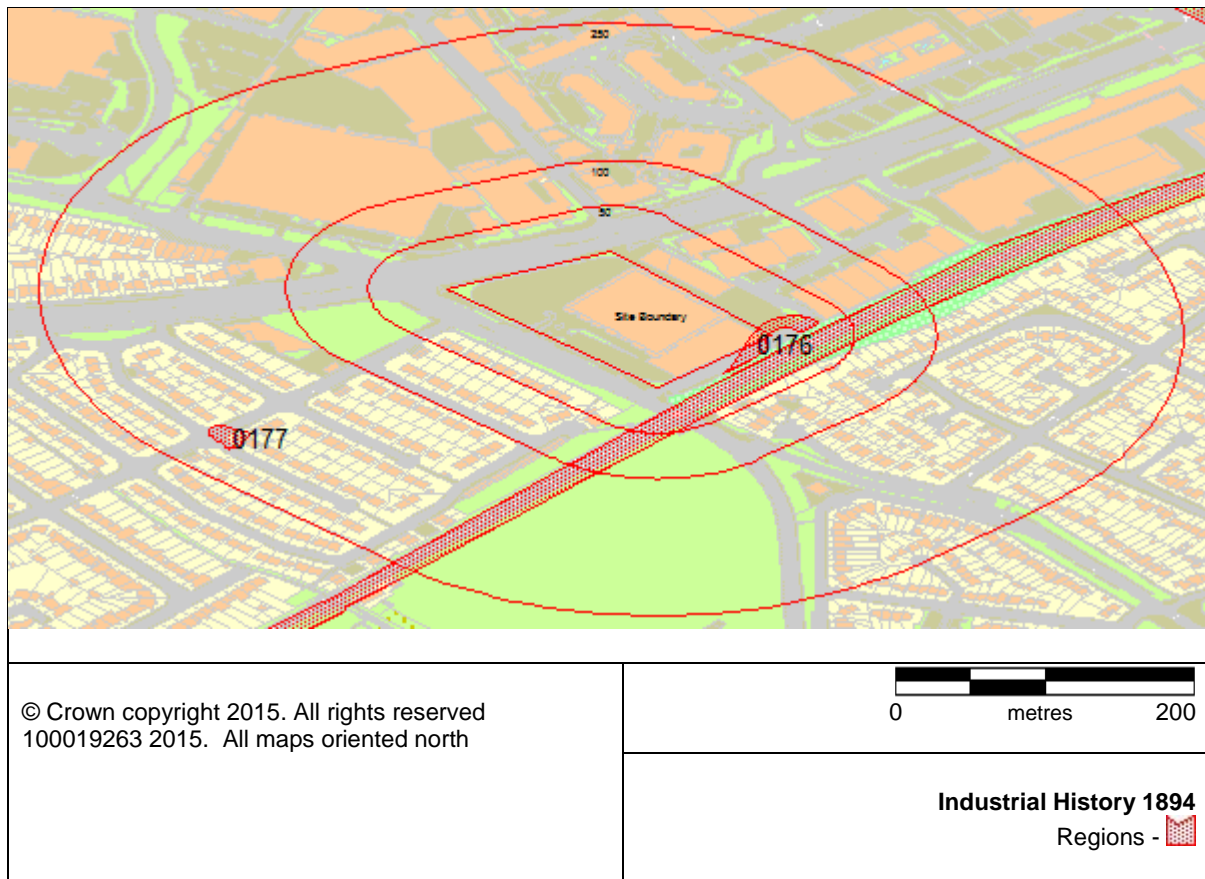 250
100
50
Site Boundary
0176
0177
© Crown copyright 2015. All rights reserved
100019263 2015.  All maps oriented north
0 metres 200
Industrial History 1894
Regions -